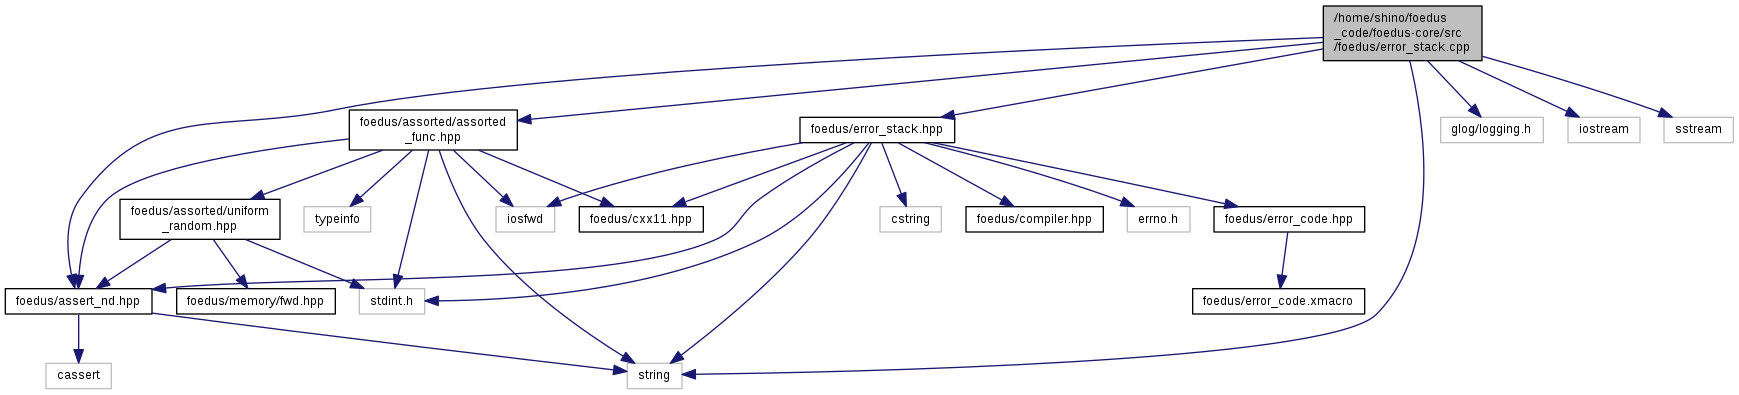 /home/shino/foedus
_code/foedus-core/src
/foedus/error_stack.cpp
foedus/assorted/assorted
_func.hpp
foedus/error_stack.hpp
glog/logging.h
iostream
sstream
foedus/assorted/uniform
_random.hpp
typeinfo
iosfwd
foedus/cxx11.hpp
cstring
foedus/compiler.hpp
errno.h
foedus/error_code.hpp
foedus/assert_nd.hpp
foedus/memory/fwd.hpp
stdint.h
foedus/error_code.xmacro
cassert
string